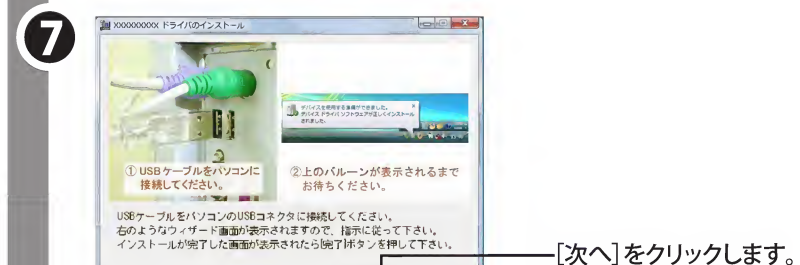 7
XXXXXXXXX ドライバのインストール
デバイスを使用する準備ができました。
デバイス ドライバ ソフトウェアが正しくインストール
されました。
① USBケーブルをパソコンに
接続してください。
②上のバルーンが表示されるまで
お待ちください。
USBケーブルをパソコンのUSBコネクタに接続してください。
右のようなウィザード画面が表示されますので、指示に従って下さい。
インストールが完了した画面が表示されたら[完了]ボタンを押して下さい。
[次へ]をクリックします。